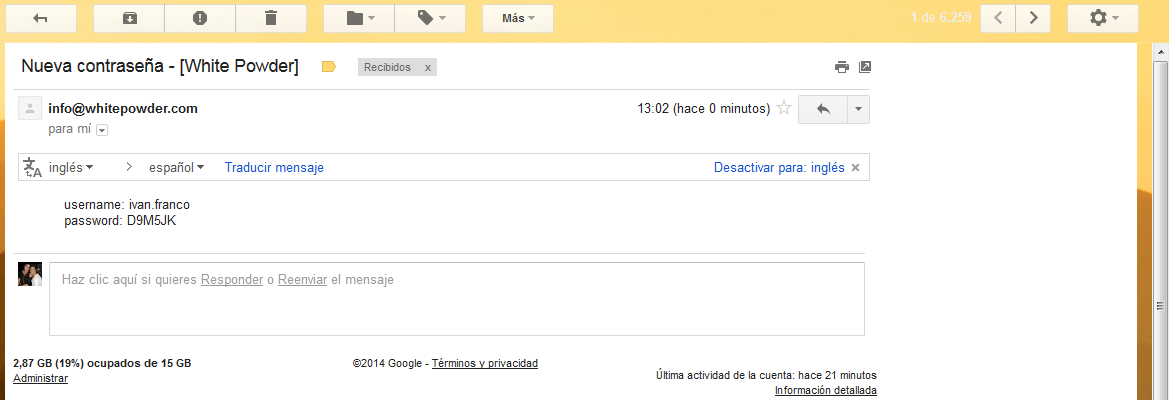 Más
1 de 6.259
Nueva contraseña - [White Powder]
Recibidos x
info@whitepowder.com
13:02 (hace 0 minutos)
para mí
inglés
español
Traducir mensaje
Desactivar para: inglés
username: ivan.franco
password: D9M5JK
Haz clic aquí si quieres Responder o Reenviar el mensaje
2,87 GB (19%) ocupados de 15 GB
Administrar
©2014 Google - Términos y privacidad
Última actividad de la cuenta: hace 21 minutos
Información detallada